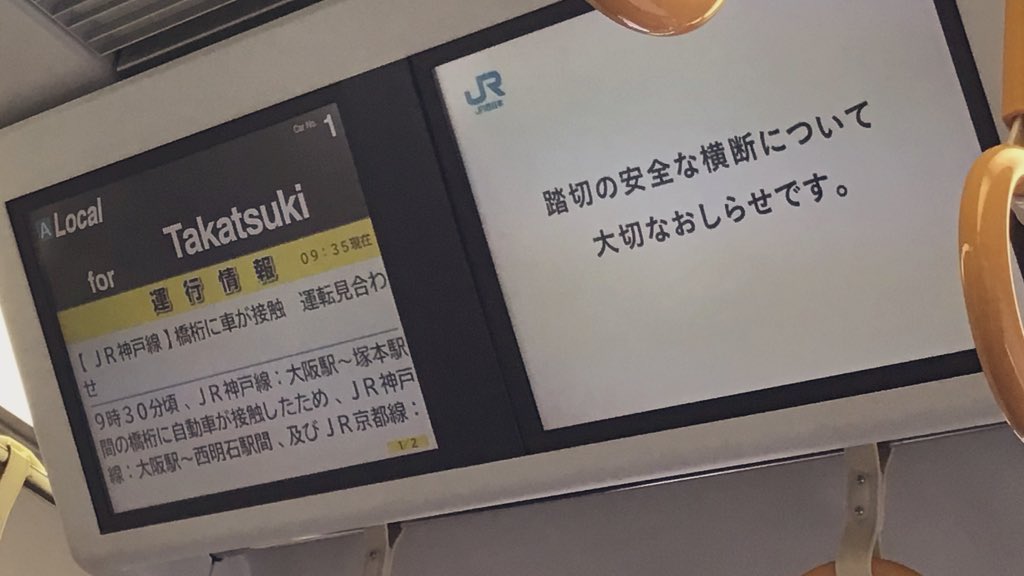 Car No. 1
A Local
for Takatsuki
運行情報 09:35現在
【ＪＲ神戸線】橋桁に車が接触　運転見合わ
せ
９時３０分頃、ＪＲ神戸線：大阪駅～塚本駅
間の橋桁に自動車が接触したため、ＪＲ神戸
線：大阪駅～西明石駅間、及びＪＲ京都線：
1/2
JR
JR西日本
踏切の安全な横断について
大切なおしらせです。